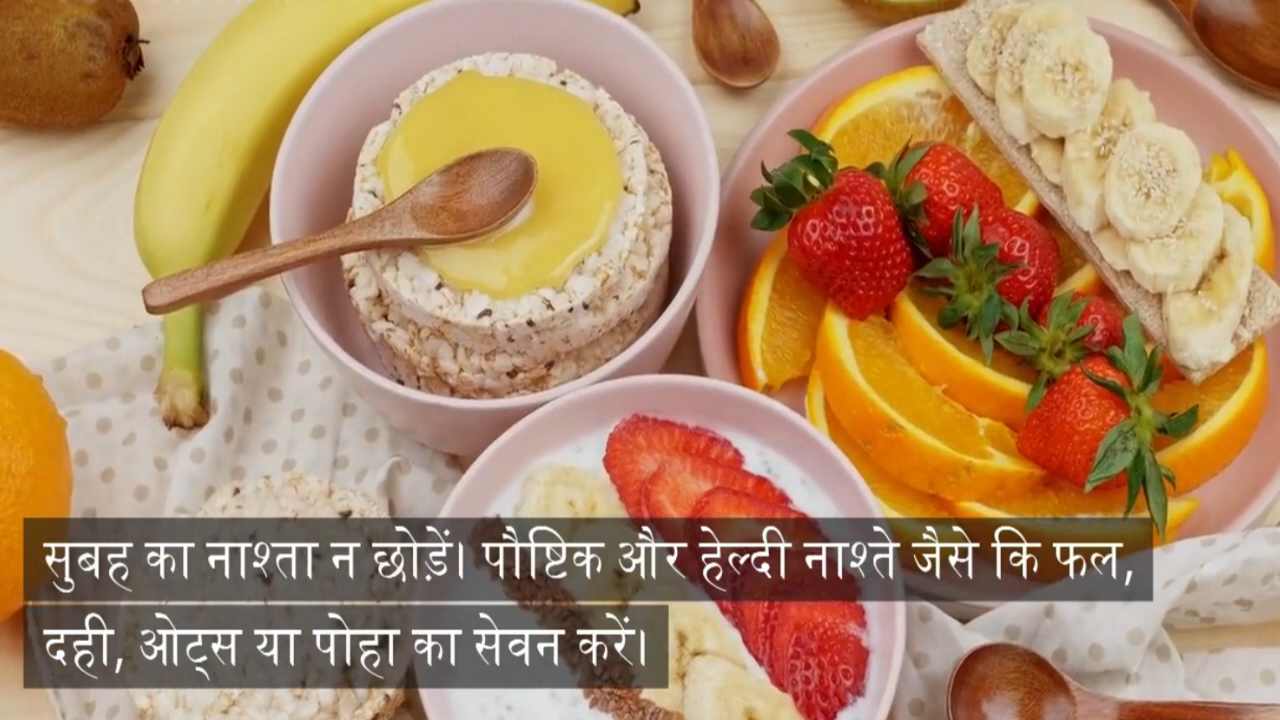 सुबह का नाश्ता न छोड़ें। पौष्टिक और हेल्दी नाश्ते जैसे कि फल,
दही, ओट्स या पोहा का सेवन करें।